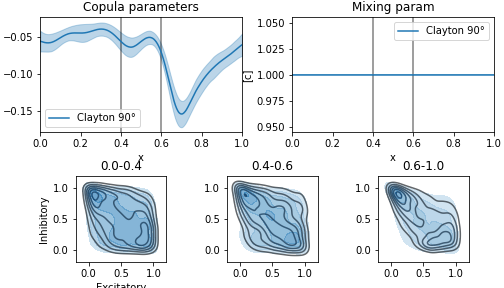 Copula parameters
Mixing param
−0.05
−0.10
−0.15
Clayton 90°
0.0 0.2 0.4 0.6 0.8 1.0
x
1.050
1.025
1.000
0.975
0.950
[c]
Clayton 90°
0.0 0.2 0.4 0.6 0.8 1.0
x
0.0-0.4
0.4-0.6
0.6-1.0
Inhibitory
1.0
0.5
0.0
0.0 0.5 1.0
Excitatory
1.0
0.5
0.0
0.0 0.5 1.0
1.0
0.5
0.0
0.0 0.5 1.0